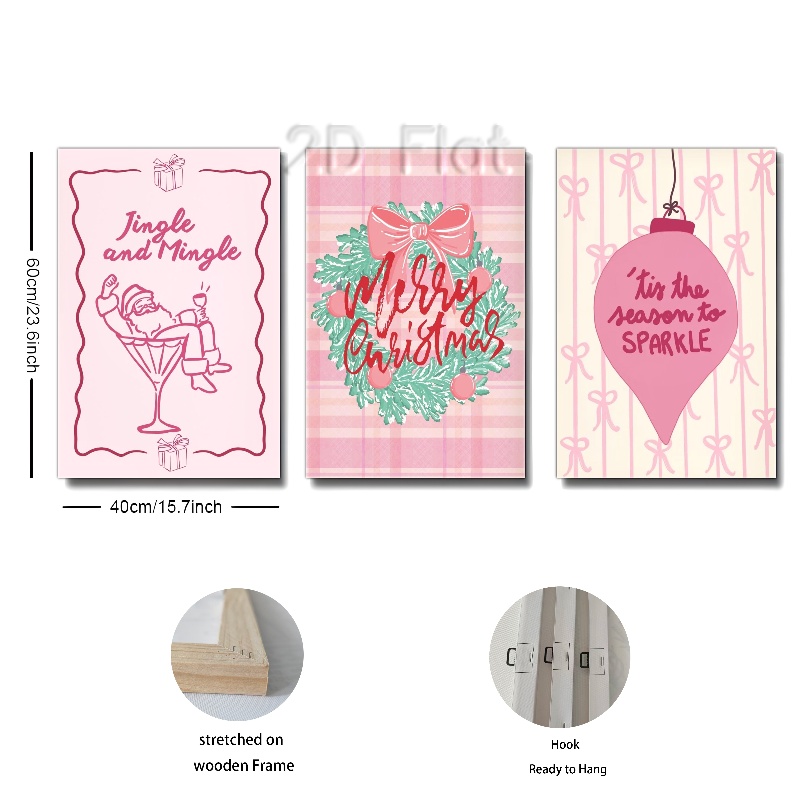 2D Flat
Jingle
and Mingle
Merry
Christmas
'tis the
season to
SPARKLE
60cm/23.6inch
40cm/15.7inch
stretched on
wooden Frame
Hook
Ready to Hang